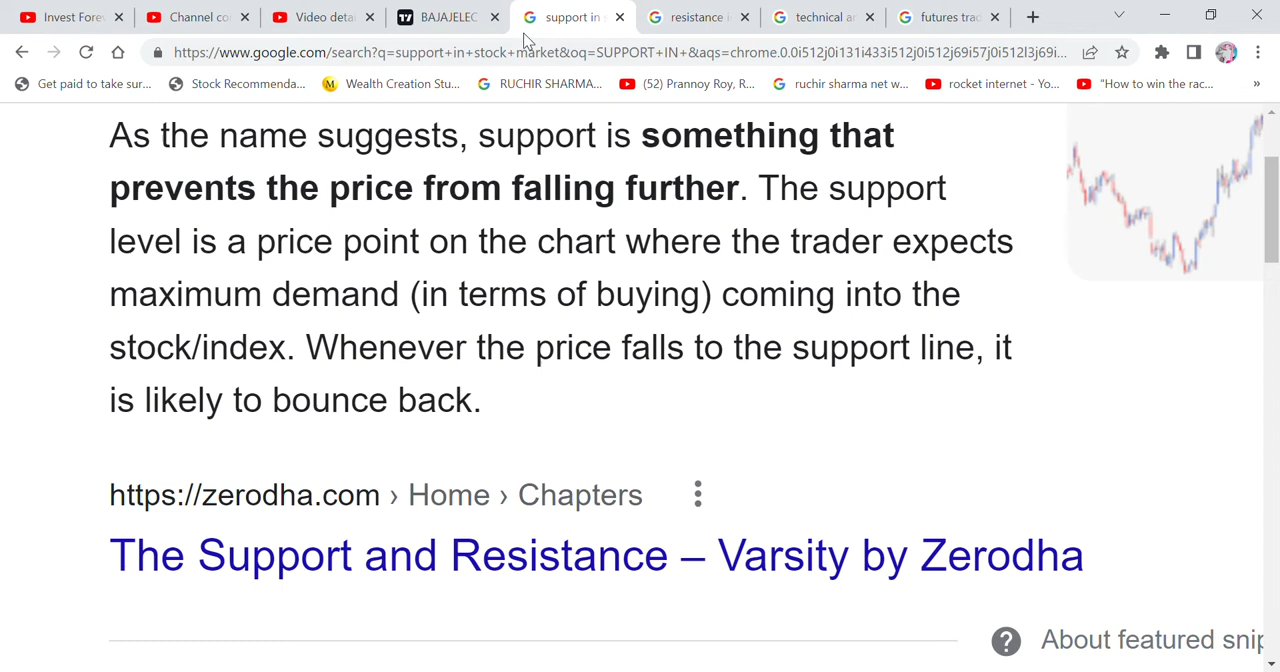 Invest Fore
Channel co
Video detai
BAJAJELEC
support in s
resistance i
technical an
futures trad
https://www.google.com/search?q=support+in+stock+market&oq=SUPPORT+IN+&aqs=chrome.0.0i512j0i131i433i512j0i512j69i57j0i512l3j69i...
Get paid to take sur...
Stock Recommenda...
Wealth Creation Stu...
RUCHIR SHARMA...
(52) Prannoy Roy, R...
ruchir sharma net w...
rocket internet - Yo...
"How to win the rac...
»
As the name suggests, support is something that
prevents the price from falling further. The support
level is a price point on the chart where the trader expects
maximum demand (in terms of buying) coming into the
stock/index. Whenever the price falls to the support line, it
is likely to bounce back.
https://zerodha.com › Home › Chapters
The Support and Resistance – Varsity by Zerodha
? About featured snip